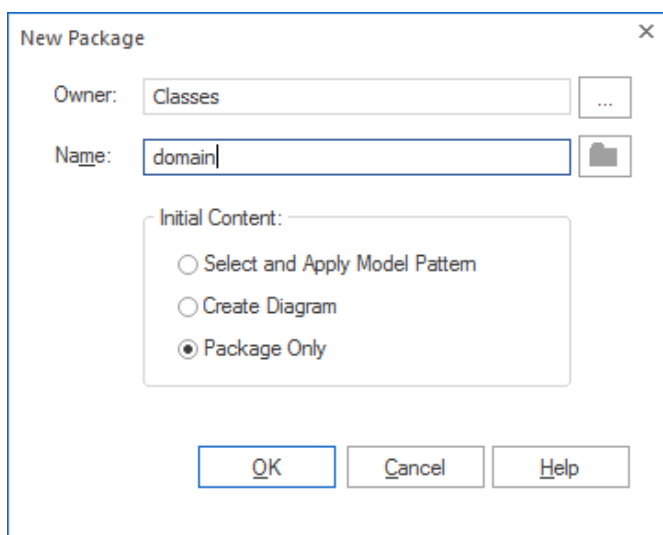 New Package
Owner: Classes ...
Name: domain
Initial Content:
Select and Apply Model Pattern
Create Diagram
Package Only
OK Cancel Help